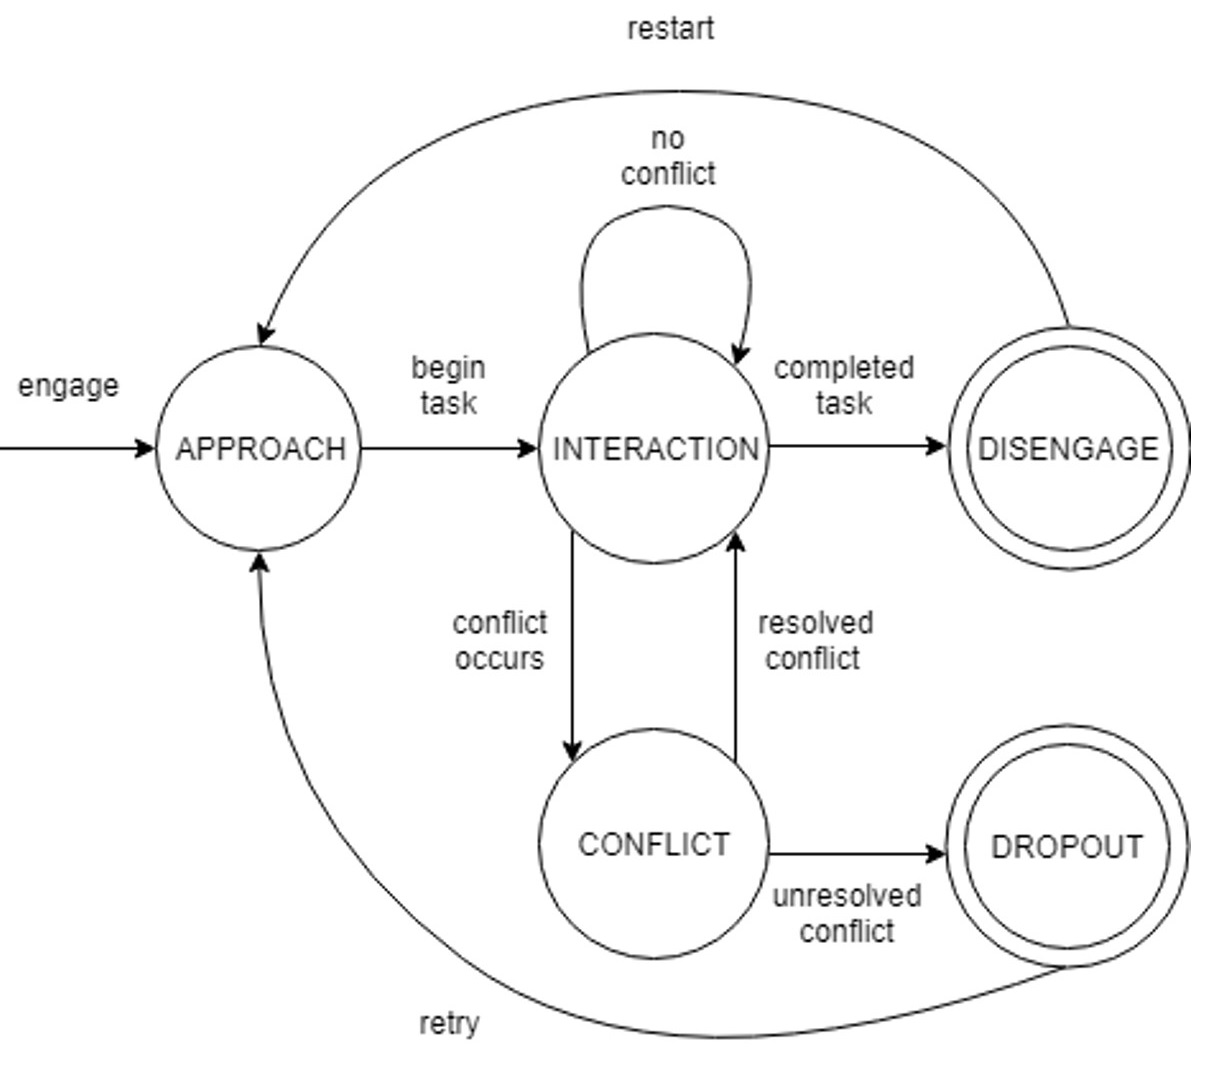 restart
no
conflict
engage
begin
task
completed
task
APPROACH
INTERACTION
DISENGAGE
conflict
occurs
resolved
conflict
CONFLICT
DROPOUT
unresolved
conflict
retry